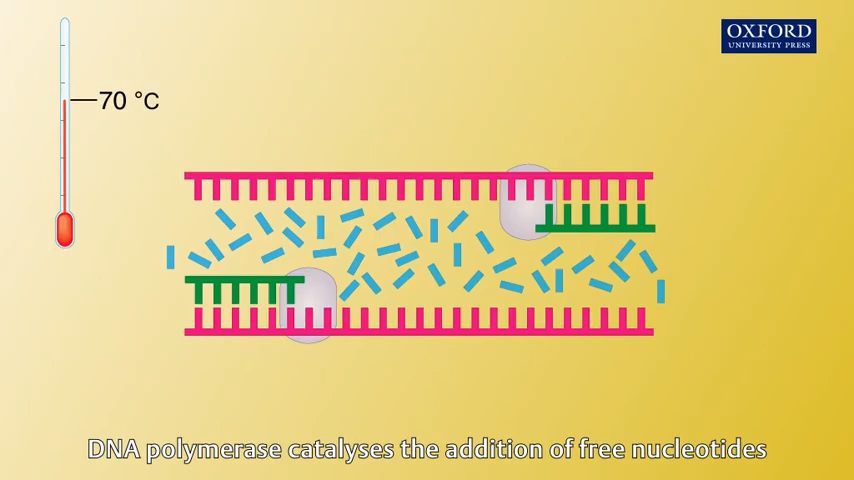 OXFORD
UNIVERSITY PRESS
70 °C
DNA polymerase catalyses the addition of free nucleotides